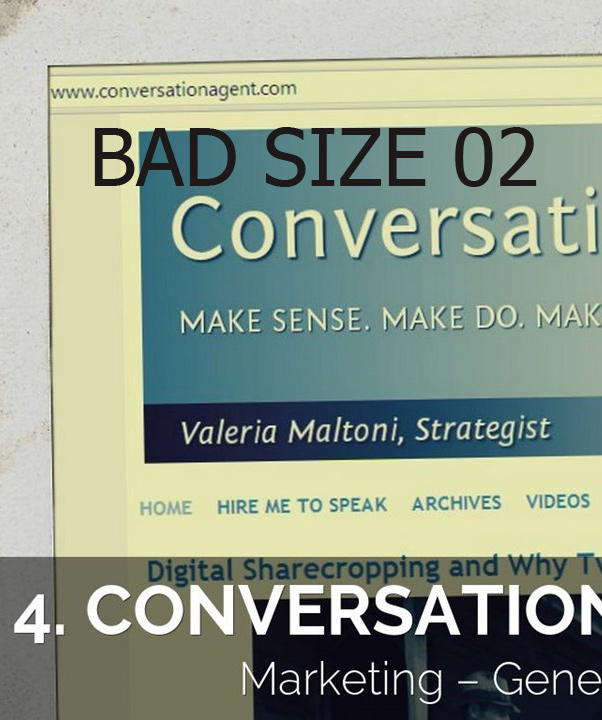 www.conversationagent.com
BAD SIZE 02
Conversati
MAKE SENSE. MAKE DO. MAK
Valeria Maltoni, Strategist
HOME HIRE ME TO SPEAK ARCHIVES VIDEOS
Digital Sharecropping and Why Tw
4. CONVERSATION
Marketing – Gene